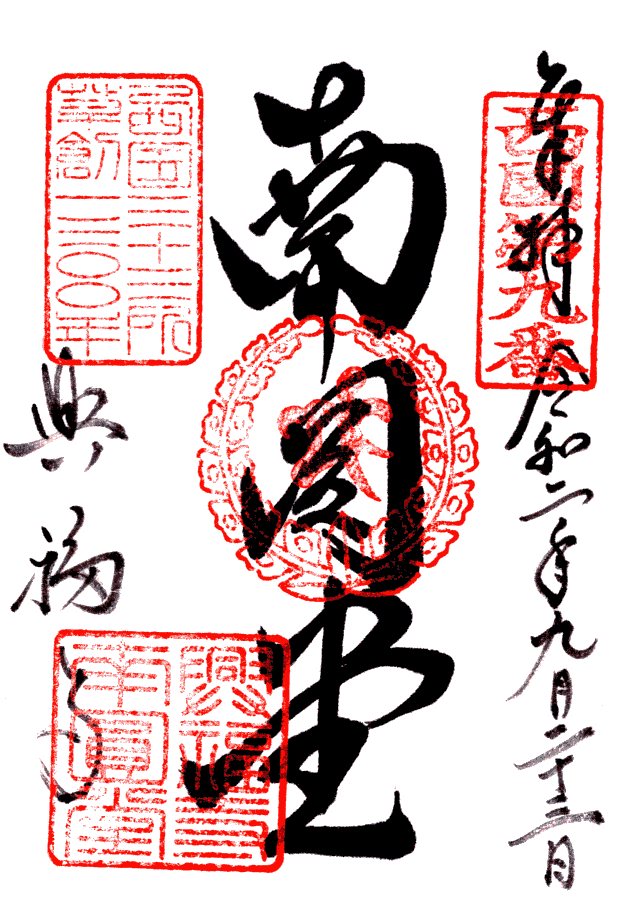 奉拝
令和二年九月二十三日
西国第九番
南円堂
西国三十三所
草創一三〇〇年
興福寺
興福寺
南円堂